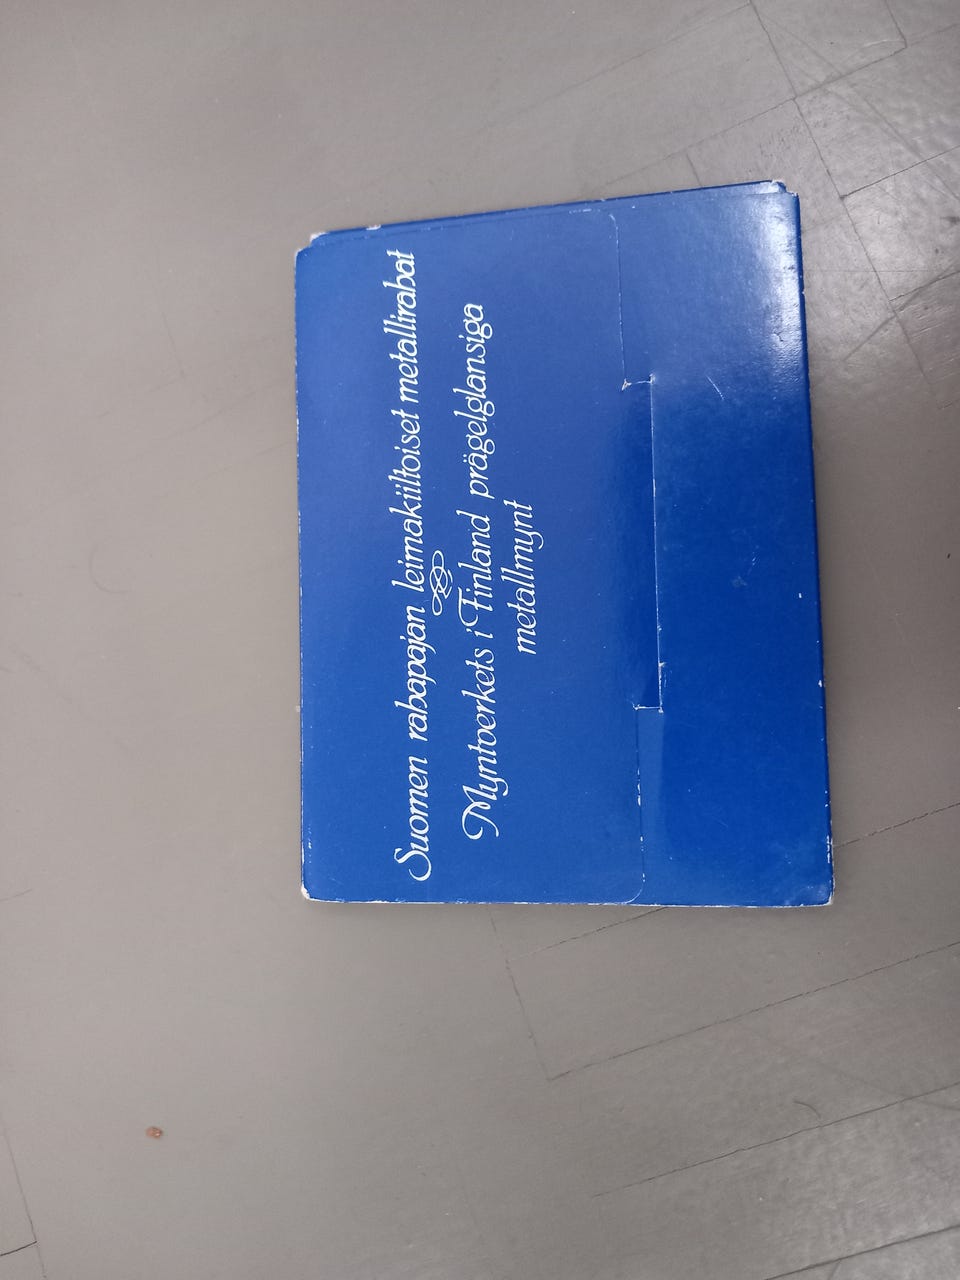 Suomen rahapajan leimakiiltoiset metallirahat
Myntverkets i Finland prägelglansiga
metallmynt